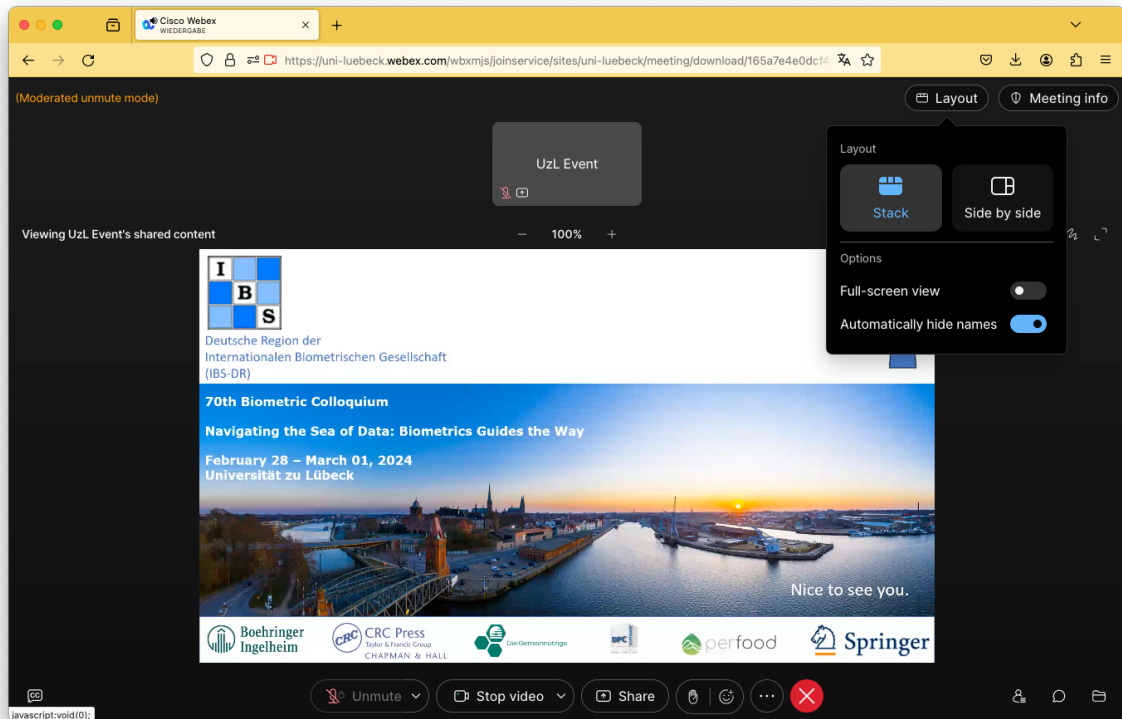 Cisco Webex
WIEDERGABE
https://uni-luebeck.webex.com/wbxmjs/joinservice/sites/uni-luebeck/meeting/download/165a7e4e0dcf4
(Moderated unmute mode)
Layout
Meeting info
UzL Event
Layout
Stack
Side by side
Options
Full-screen view
Automatically hide names
Viewing UzL Event's shared content
100%
I
B
S
Deutsche Region der
Internationalen Biometrischen Gesellschaft
(IBS-DR)
70th Biometric Colloquium
Navigating the Sea of Data: Biometrics Guides the Way
February 28 – March 01, 2024
Universität zu Lübeck
Nice to see you.
Boehringer
Ingelheim
CRC
CRC Press
Taylor & Francis Group
CHAPMAN & HALL
Die Gemeinnützige
DPC
perfood
Springer
CC
Unmute
Stop video
Share
javascript:void(0);